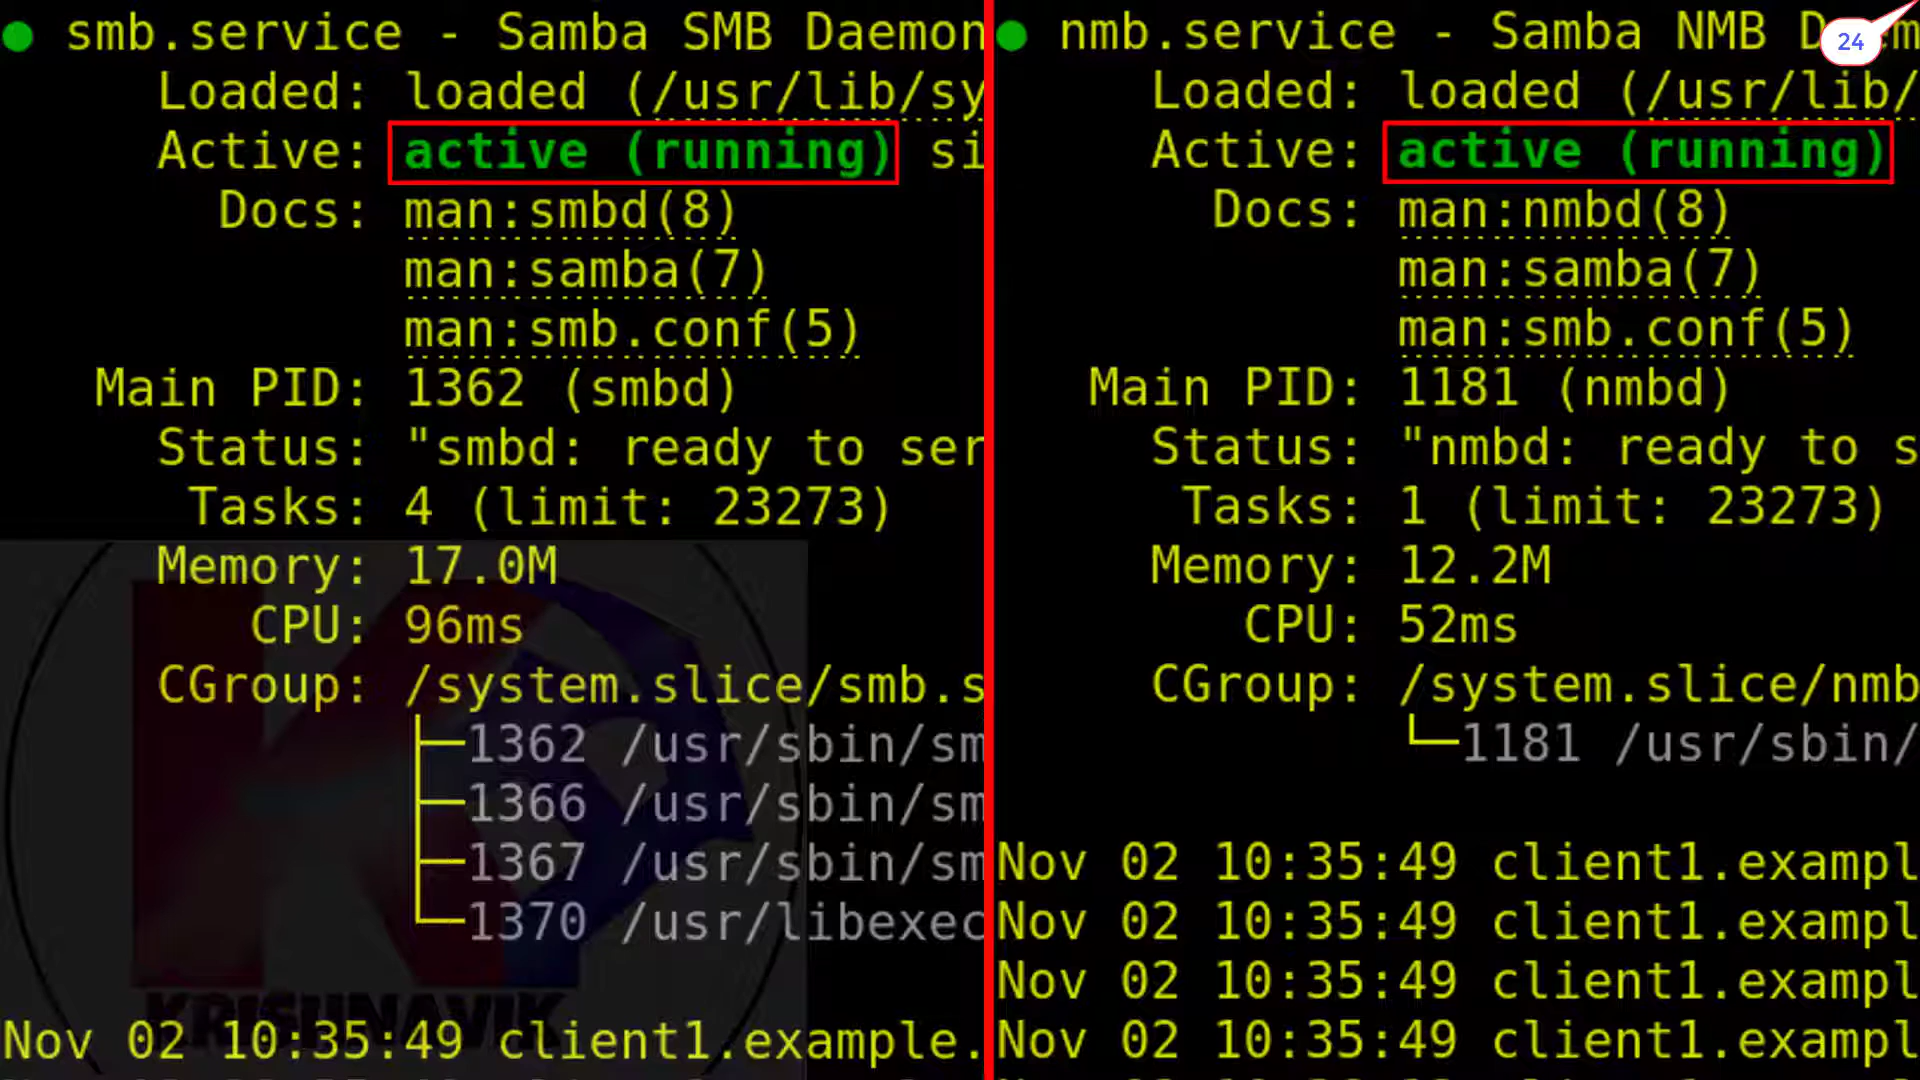 ● smb.service - Samba SMB Daemon
Loaded: loaded (/usr/lib/sy
Active: active (running) si
Docs: man:smbd(8)
man:samba(7)
man:smb.conf(5)
Main PID: 1362 (smbd)
Status: "smbd: ready to ser
Tasks: 4 (limit: 23273)
Memory: 17.0M
CPU: 96ms
CGroup: /system.slice/smb.s
├─1362 /usr/sbin/sm
├─1366 /usr/sbin/sm
├─1367 /usr/sbin/sm
└─1370 /usr/libexec
KRISHNAVIK
Nov 02 10:35:49 client1.example.
● nmb.service - Samba NMB D
24
Loaded: loaded (/usr/lib/
Active: active (running)
Docs: man:nmbd(8)
man:samba(7)
man:smb.conf(5)
Main PID: 1181 (nmbd)
Status: "nmbd: ready to s
Tasks: 1 (limit: 23273)
Memory: 12.2M
CPU: 52ms
CGroup: /system.slice/nmb
└─1181 /usr/sbin/
Nov 02 10:35:49 client1.exampl
Nov 02 10:35:49 client1.exampl
Nov 02 10:35:49 client1.exampl
Nov 02 10:35:49 client1.exampl